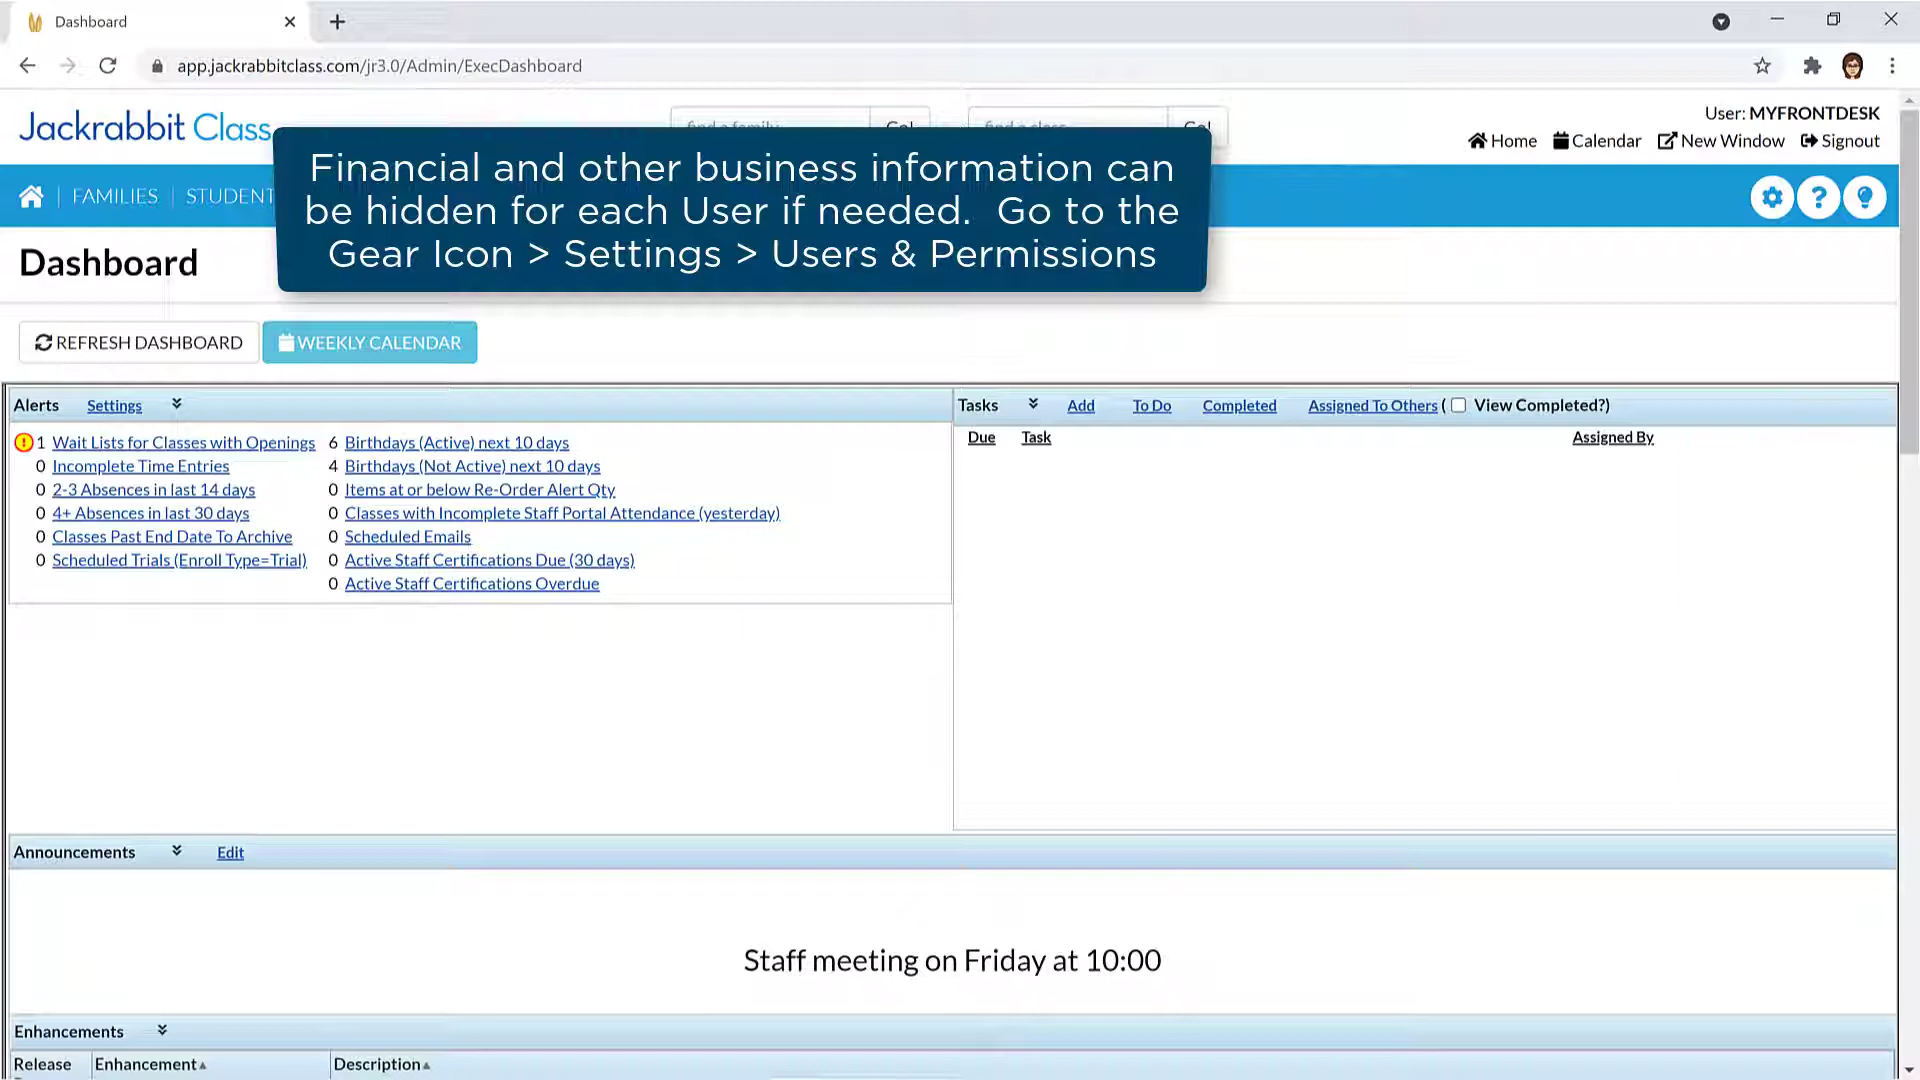 Dashboard
app.jackrabbitclass.com/jr3.0/Admin/ExecDashboard
Jackrabbit Class
User: MYFRONTDESK
Home Calendar New Window Signout
Financial and other business information can
be hidden for each User if needed. Go to the
Gear Icon > Settings > Users & Permissions
FAMILIES | STUDENT
Dashboard
REFRESH DASHBOARD WEEKLY CALENDAR
Alerts Settings
1 Wait Lists for Classes with Openings
0 Incomplete Time Entries
0 2-3 Absences in last 14 days
0 4+ Absences in last 30 days
0 Classes Past End Date To Archive
0 Scheduled Trials (Enroll Type=Trial)
6 Birthdays (Active) next 10 days
4 Birthdays (Not Active) next 10 days
0 Items at or below Re-Order Alert Qty
0 Classes with Incomplete Staff Portal Attendance (yesterday)
0 Scheduled Emails
0 Active Staff Certifications Due (30 days)
0 Active Staff Certifications Overdue
Tasks Add To Do Completed Assigned To Others ( View Completed?)
Due Task Assigned By
Announcements Edit
Staff meeting on Friday at 10:00
Enhancements
Release Enhancement Description